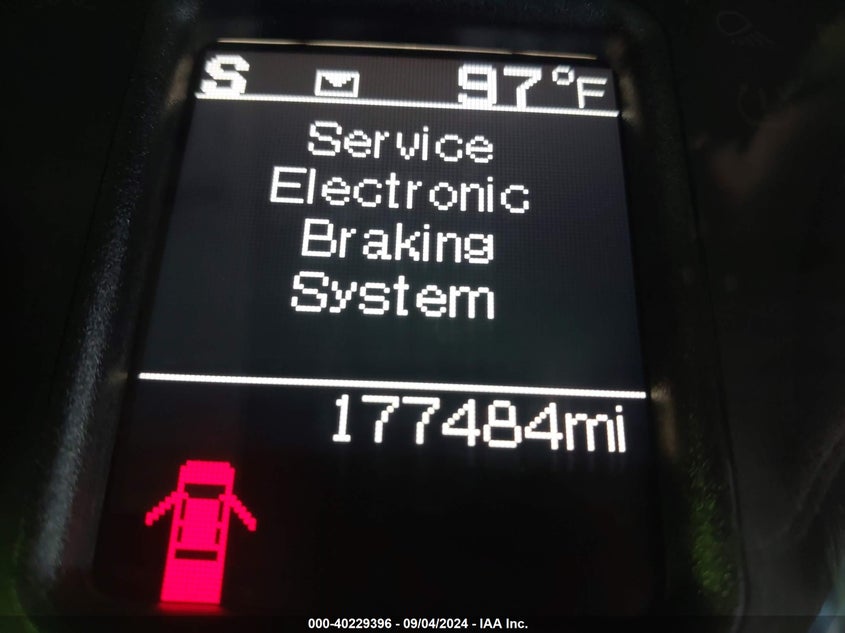 S 97°F
Service
Electronic
Braking
System
177484mi
000-40229396 - 09/04/2024 - IAA Inc.